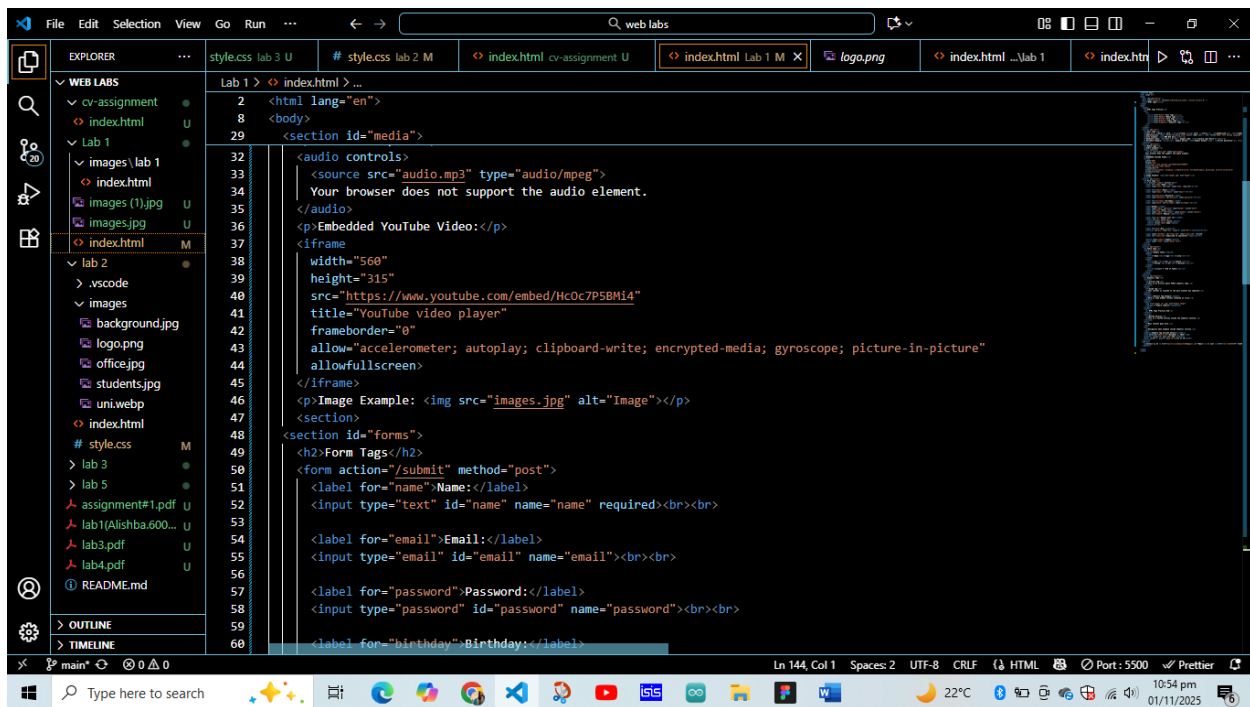 File Edit Selection View Go Run ··· web labs
EXPLORER ···
style.css lab 3 U # style.css lab 2 M index.html cv-assignment U index.html Lab 1 M logo.png index.html ...\lab 1 index.htn
WEB LABS
cv-assignment
index.html U
Lab 1
images \ lab 1
index.html
images (1).jpg U
images.jpg U
index.html M
lab 2
.vscode
images
background.jpg
logo.png
office.jpg
students.jpg
uni.webp
index.html
# style.css M
lab 3
lab 5
assignment#1.pdf U
lab1(Alishba.600... U
lab3.pdf U
lab4.pdf U
README.md
OUTLINE
TIMELINE
Lab 1 > index.html > ...
2 <html lang="en">
8 <body>
29 <section id="media">
32 <audio controls>
33 <source src="audio.mp3" type="audio/mpeg">
34 Your browser does not support the audio element.
35 </audio>
36 <p>Embedded YouTube Video:</p>
37 <iframe
38 width="560"
39 height="315"
40 src="https://www.youtube.com/embed/HcOc7P5BMi4"
41 title="YouTube video player"
42 frameborder="0"
43 allow="accelerometer; autoplay; clipboard-write; encrypted-media; gyroscope; picture-in-picture"
44 allowfullscreen>
45 </iframe>
46 <p>Image Example: <img src="images.jpg" alt="Image"></p>
47 <section>
48 <section id="forms">
49 <h2>Form Tags</h2>
50 <form action="/submit" method="post">
51 <label for="name">Name:</label>
52 <input type="text" id="name" name="name" required><br><br>
53
54 <label for="email">Email:</label>
55 <input type="email" id="email" name="email"><br><br>
56
57 <label for="password">Password:</label>
58 <input type="password" id="password" name="password"><br><br>
59
60 <label for="birthday">Birthday:</label>
20
main* 0 0 Ln 144, Col 1 Spaces: 2 UTF-8 CRLF HTML Port : 5500 Prettier
Type here to search isis 22°C 10:54 pm
01/11/2025 6